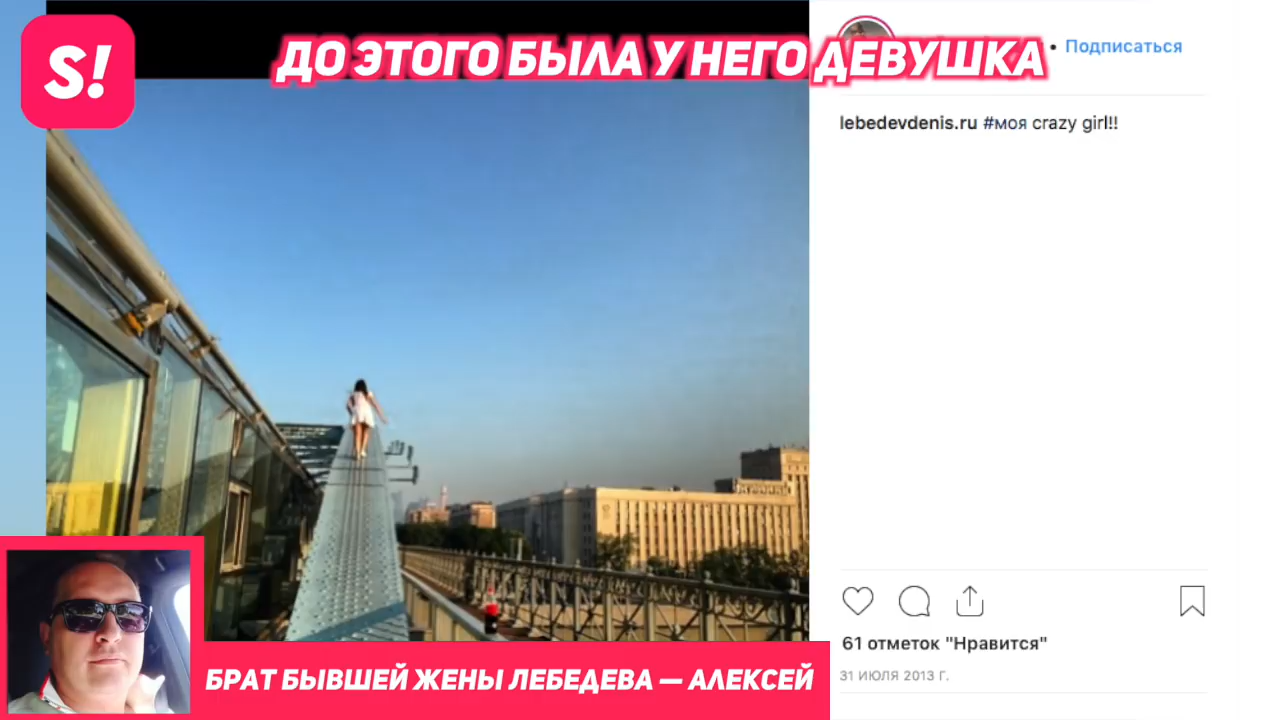 S!
ДО ЭТОГО БЫЛА У НЕГО ДЕВУШКА
• Подписаться
lebedevdenis.ru #моя crazy girl!!
61 отметок "Нравится"
31 ИЮЛЯ 2013 Г.
БРАТ БЫВШЕЙ ЖЕНЫ ЛЕБЕДЕВА — АЛЕКСЕЙ